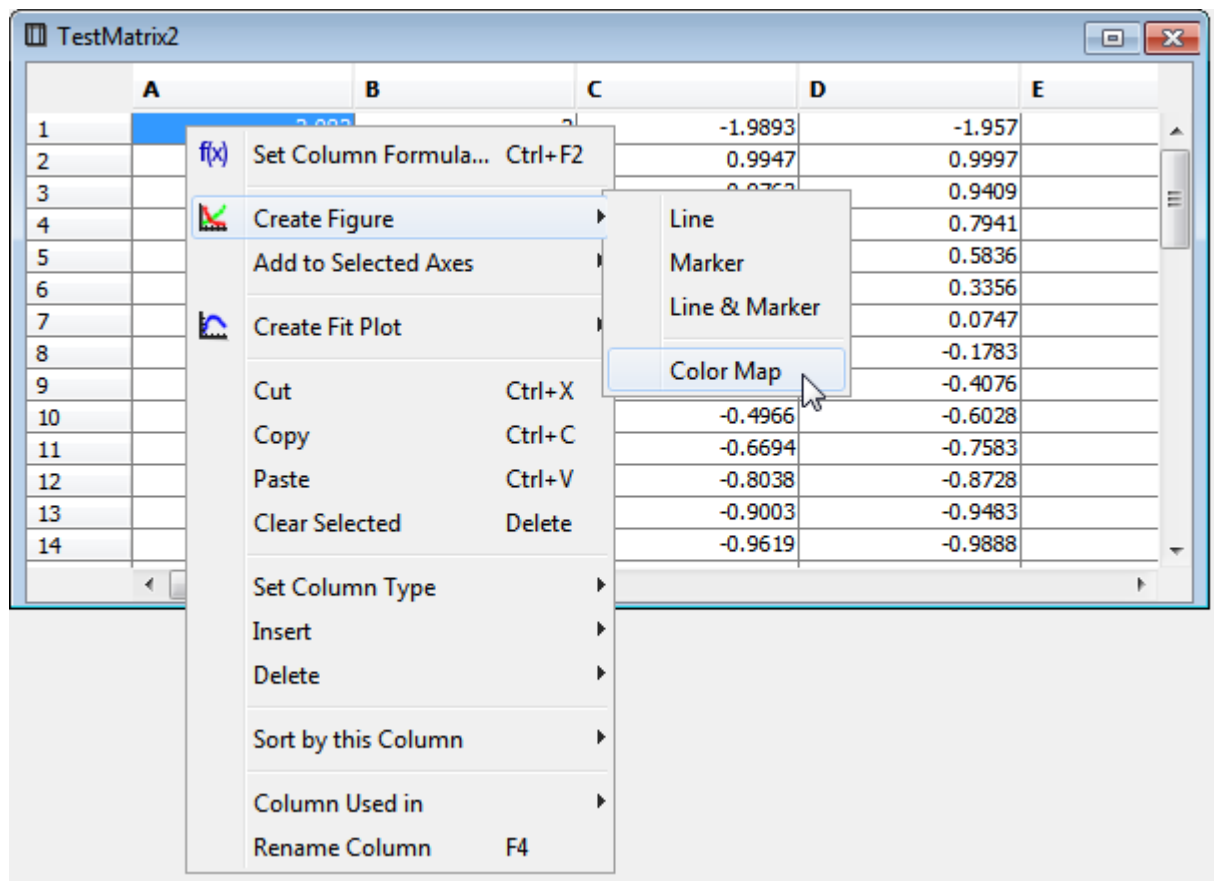 TestMatrix2
A B C D E
1 -1.9893 -1.957
2 0.9947 0.9997
3 0.9409
4 0.7941
5 0.5836
6 0.3356
7 0.0747
8 -0.1783
9 -0.4076
10 -0.4966 -0.6028
11 -0.6694 -0.7583
12 -0.8038 -0.8728
13 -0.9003 -0.9483
14 -0.9619 -0.9888
f(x) Set Column Formula... Ctrl+F2
Create Figure
Add to Selected Axes
Create Fit Plot
Cut Ctrl+X
Copy Ctrl+C
Paste Ctrl+V
Clear Selected Delete
Set Column Type
Insert
Delete
Sort by this Column
Column Used in
Rename Column F4
Line
Marker
Line & Marker
Color Map